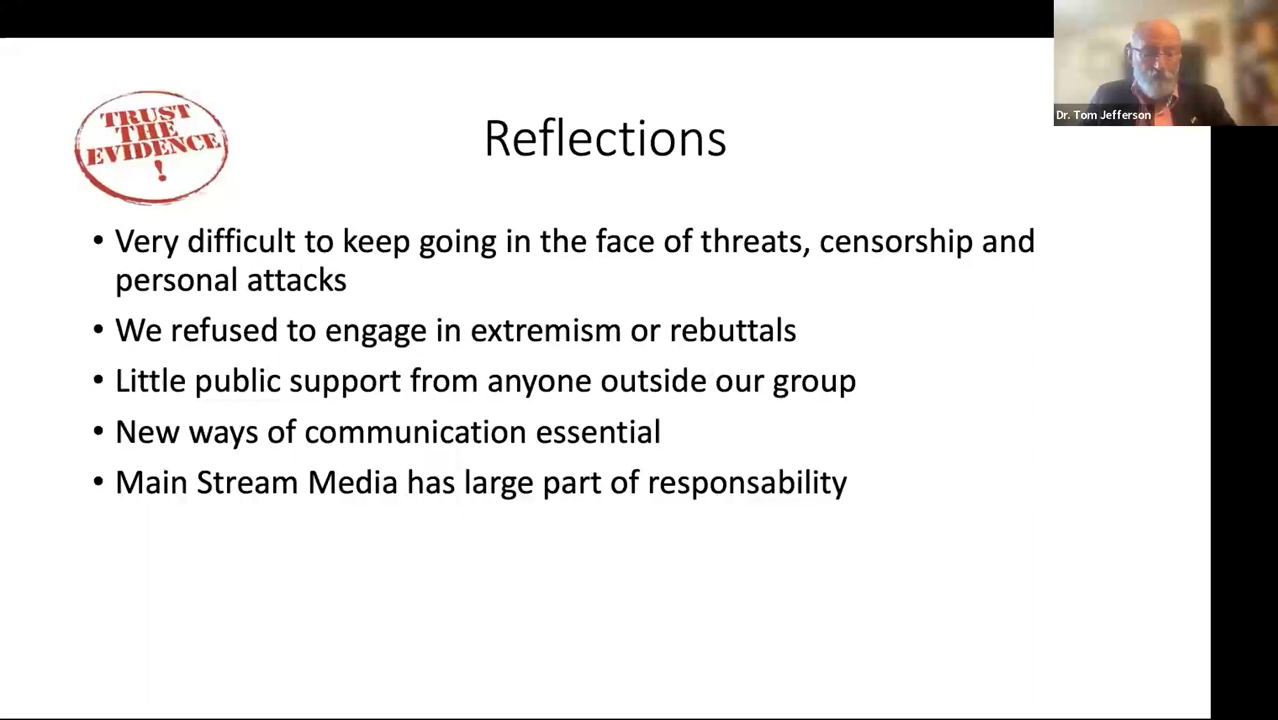 TRUST
THE
EVIDENCE
!
Reflections
Dr. Tom Jefferson
• Very difficult to keep going in the face of threats, censorship and
personal attacks
• We refused to engage in extremism or rebuttals
• Little public support from anyone outside our group
• New ways of communication essential
• Main Stream Media has large part of responsability